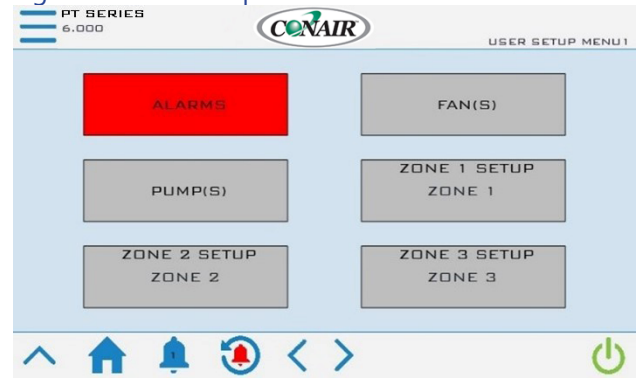 PT SERIES
6.000
CONAIR
USER SETUP MENU1
ALARMS
FAN(S)
PUMP(S)
ZONE 1 SETUP
ZONE 1
ZONE 2 SETUP
ZONE 2
ZONE 3 SETUP
ZONE 3
1